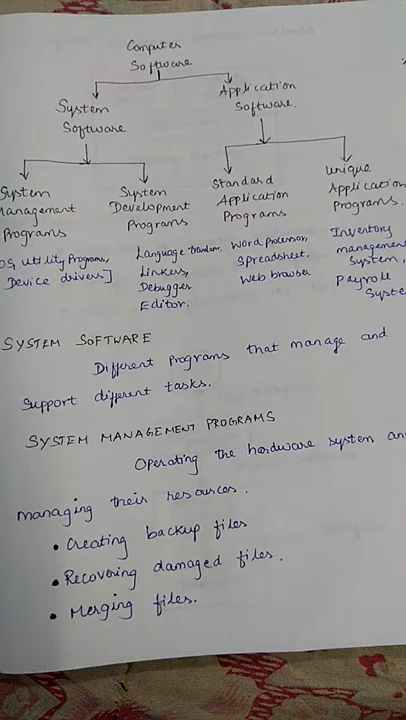 Computer
Software
System
Software
Application
Software.
System
Management
Programs
OS, Utility Programs,
Device drivers]
System
Development
Programs
Language
Linkers,
Debugger
Editor.
Standard
Application
Programs
Word Processor,
Spreadsheet,
Web browser
Unique
Application
Programs.
Inventory
management
System,
Payroll
Syste
SYSTEM SOFTWARE
Different Programs that manage and
Support different tasks.
SYSTEM MANAGEMENT PROGRAMS
Operating the hardware system an
managing their resources.
• Creating backup files
• Recovering damaged files.
• Merging files.